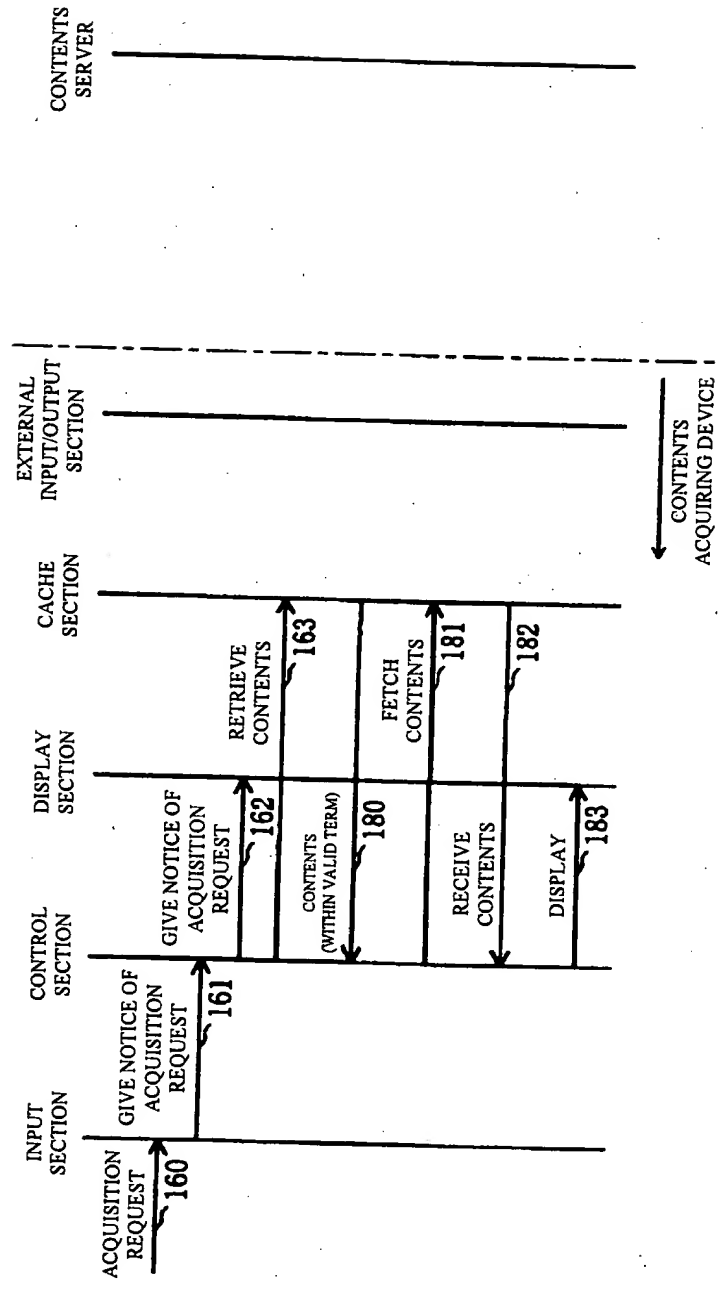 INPUT
SECTION
CONTROL
SECTION
DISPLAY
SECTION
CACHE
SECTION
EXTERNAL
INPUT/OUTPUT
SECTION
CONTENTS
SERVER
ACQUISITION
REQUEST
160
GIVE NOTICE OF
ACQUISITION
REQUEST
161
GIVE NOTICE OF
ACQUISITION
REQUEST
162
RETRIEVE
CONTENTS
163
CONTENTS
(WITHIN VALID TERM)
180
FETCH
CONTENTS
181
RECEIVE
CONTENTS
182
DISPLAY
183
CONTENTS
ACQUIRING DEVICE